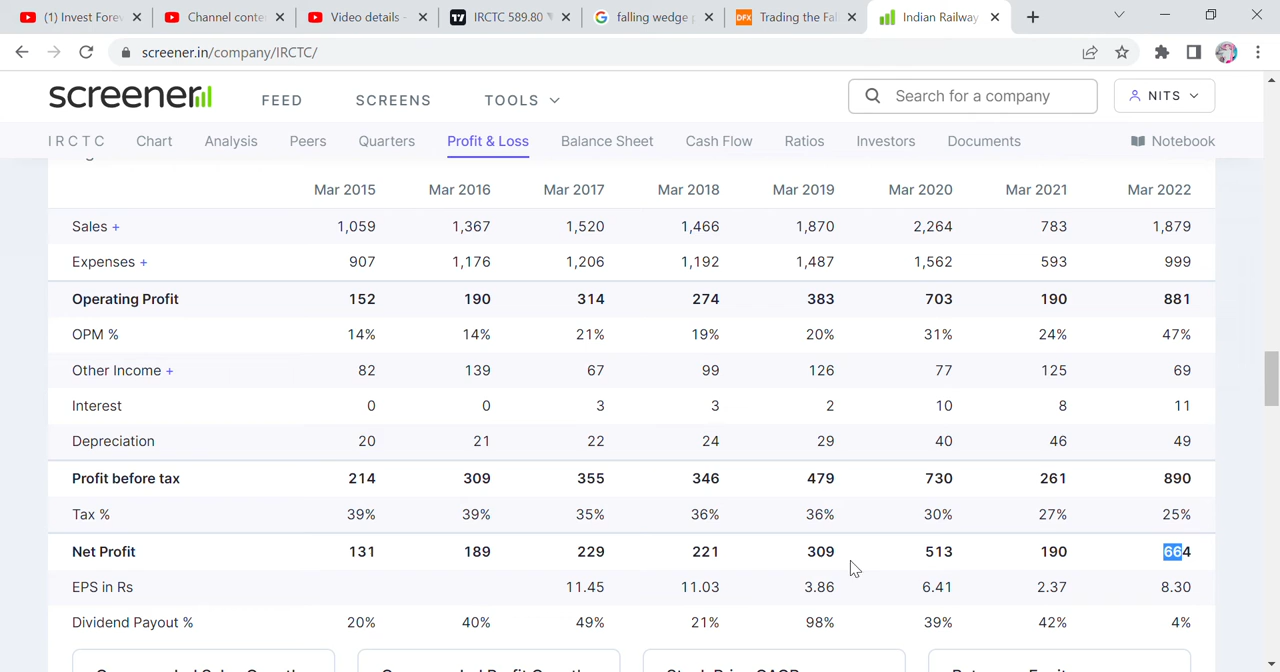 (1) Invest Forev
Channel conte
Video details -
IRCTC 589.80 ▼
falling wedge p
Trading the Fal
Indian Railway
screener.in/company/IRCTC/
screener
FEED
SCREENS
TOOLS
Search for a company
NITS
I R C T C
Chart
Analysis
Peers
Quarters
Profit & Loss
Balance Sheet
Cash Flow
Ratios
Investors
Documents
Notebook
Mar 2015 Mar 2016 Mar 2017 Mar 2018 Mar 2019 Mar 2020 Mar 2021 Mar 2022
Sales + 1,059 1,367 1,520 1,466 1,870 2,264 783 1,879
Expenses + 907 1,176 1,206 1,192 1,487 1,562 593 999
Operating Profit 152 190 314 274 383 703 190 881
OPM % 14% 14% 21% 19% 20% 31% 24% 47%
Other Income + 82 139 67 99 126 77 125 69
Interest 0 0 3 3 2 10 8 11
Depreciation 20 21 22 24 29 40 46 49
Profit before tax 214 309 355 346 479 730 261 890
Tax % 39% 39% 35% 36% 36% 30% 27% 25%
Net Profit 131 189 229 221 309 513 190 664
EPS in Rs 11.45 11.03 3.86 6.41 2.37 8.30
Dividend Payout % 20% 40% 49% 21% 98% 39% 42% 4%